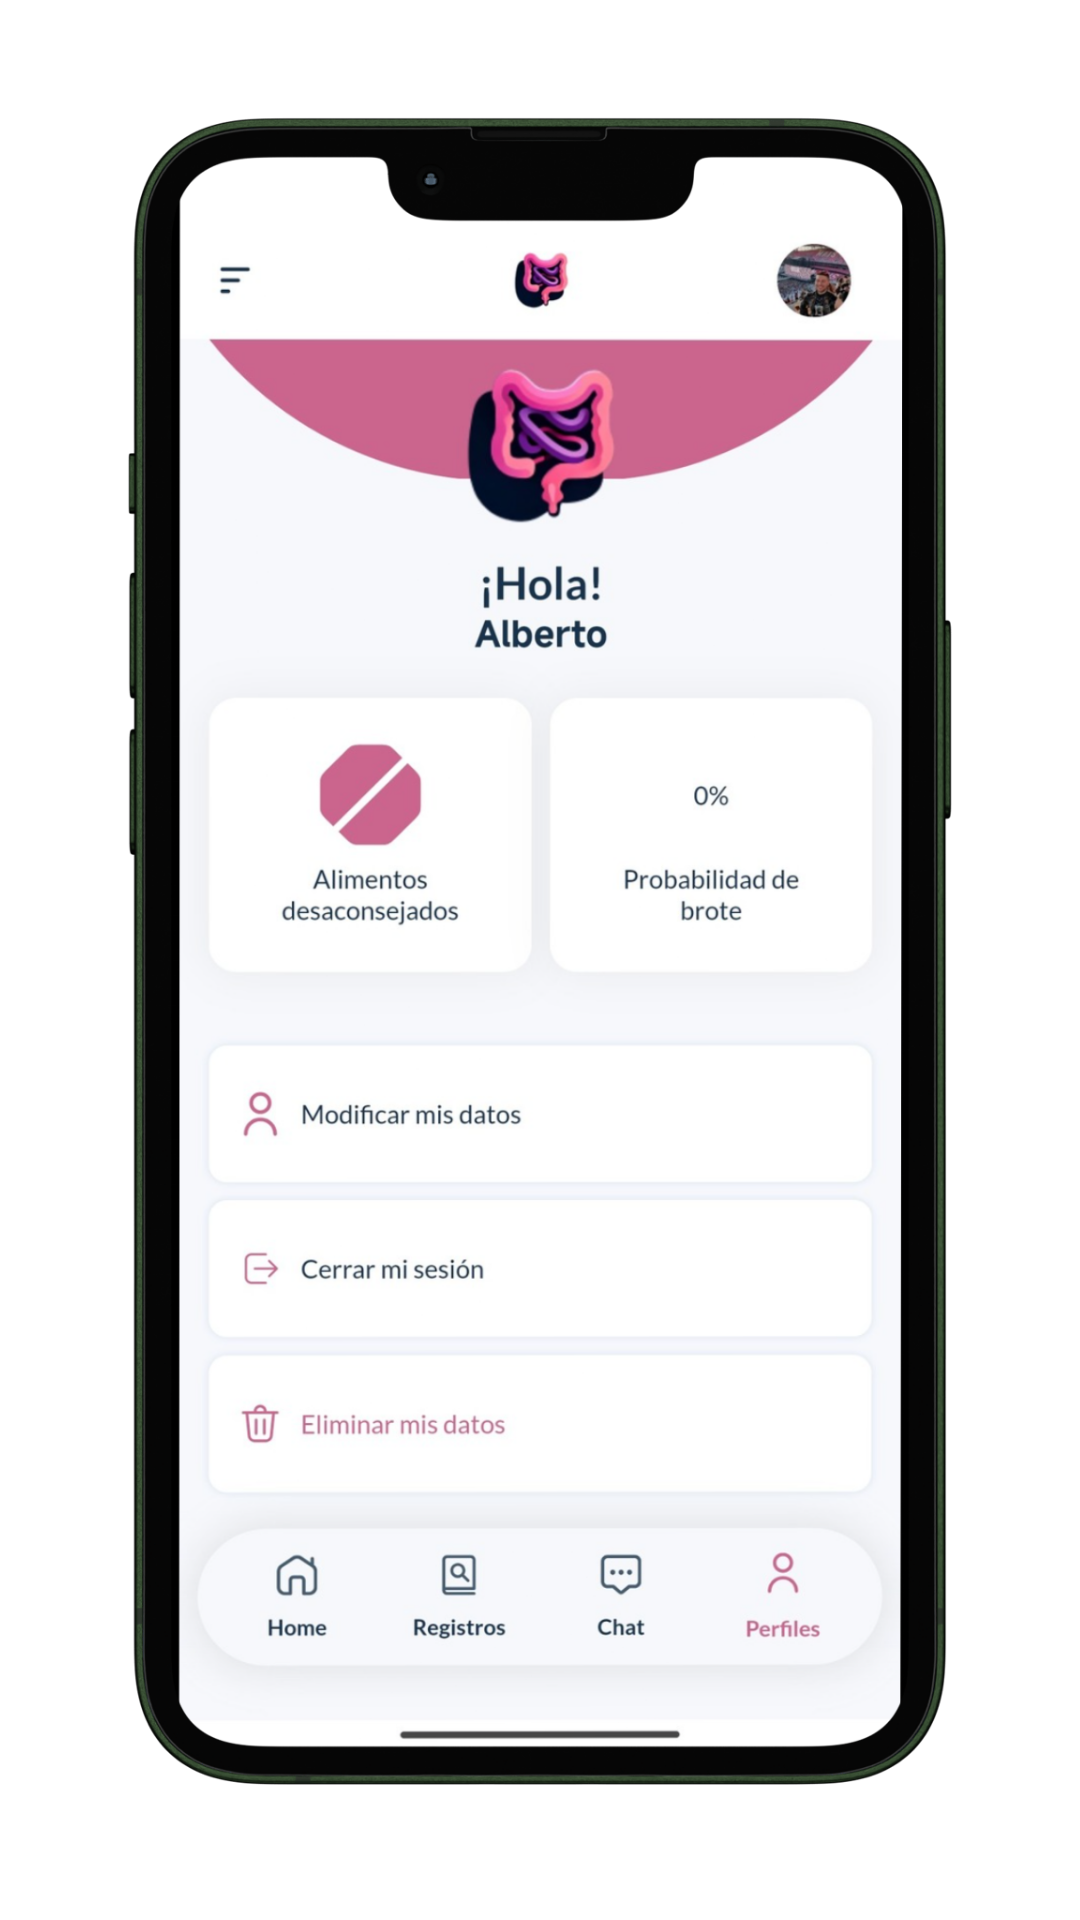 ¡Hola!
Alberto
Alimentos
desaconsejados
0%
Probabilidad de
brote
Modificar mis datos
Cerrar mi sesión
Eliminar mis datos
Home
Registros
Chat
Perfiles